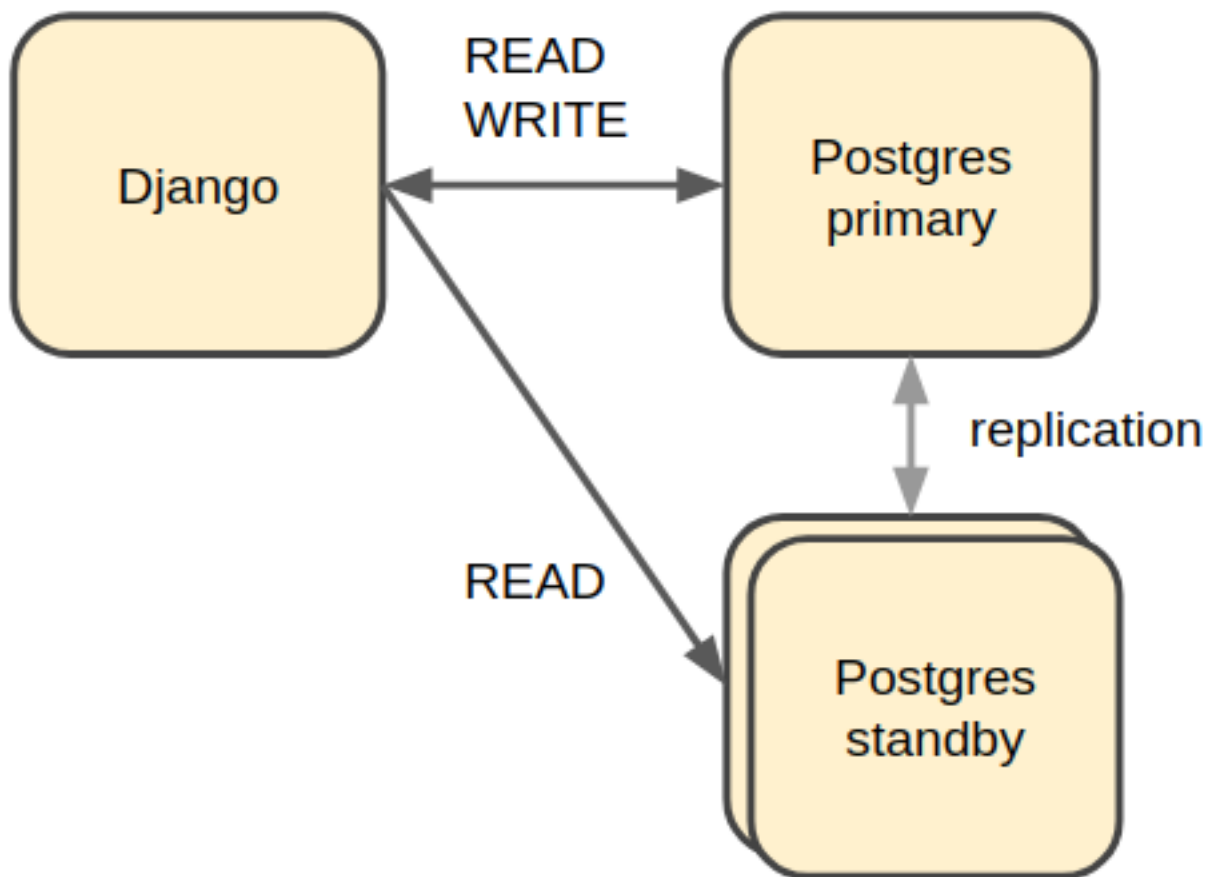 Django
READ
WRITE
Postgres
primary
replication
READ
Postgres
standby